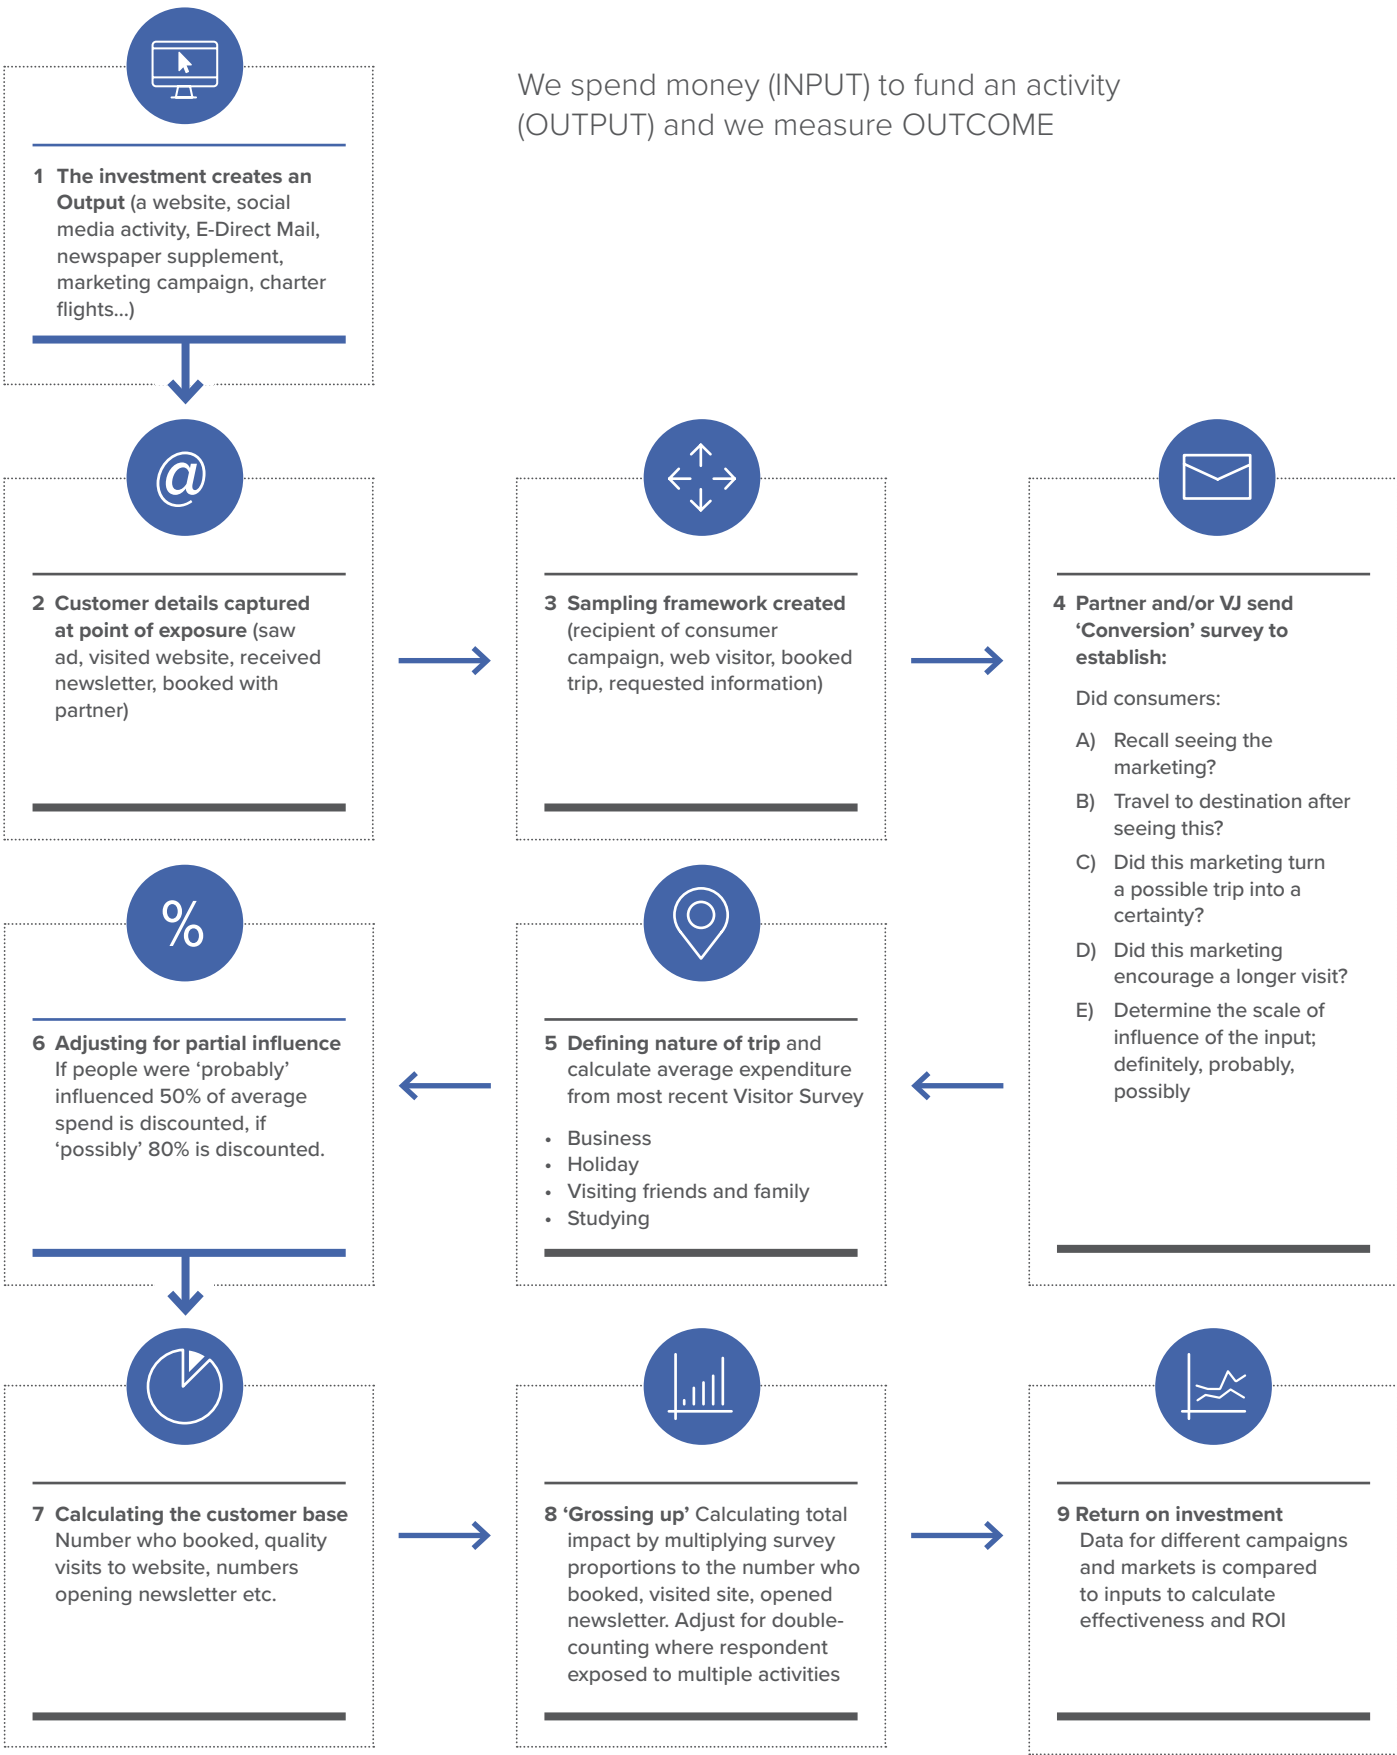 We spend money (INPUT) to fund an activity
(OUTPUT) and we measure OUTCOME
1 The investment creates an
Output (a website, social
media activity, E-Direct Mail,
newspaper supplement,
marketing campaign, charter
flights...)
@
2 Customer details captured
at point of exposure (saw
ad, visited website, received
newsletter, booked with
partner)
3 Sampling framework created
(recipient of consumer
campaign, web visitor, booked
trip, requested information)
4 Partner and/or VJ send
‘Conversion’ survey to
establish:
Did consumers:
A) Recall seeing the
marketing?
B) Travel to destination after
seeing this?
C) Did this marketing turn
a possible trip into a
certainty?
D) Did this marketing
encourage a longer visit?
E) Determine the scale of
influence of the input;
definitely, probably,
possibly
5 Defining nature of trip and
calculate average expenditure
from most recent Visitor Survey
• Business
• Holiday
• Visiting friends and family
• Studying
%
6 Adjusting for partial influence
If people were ‘probably’
influenced 50% of average
spend is discounted, if
‘possibly’ 80% is discounted.
7 Calculating the customer base
Number who booked, quality
visits to website, numbers
opening newsletter etc.
8 ‘Grossing up’ Calculating total
impact by multiplying survey
proportions to the number who
booked, visited site, opened
newsletter. Adjust for double-
counting where respondent
exposed to multiple activities
9 Return on investment
Data for different campaigns
and markets is compared
to inputs to calculate
effectiveness and ROI